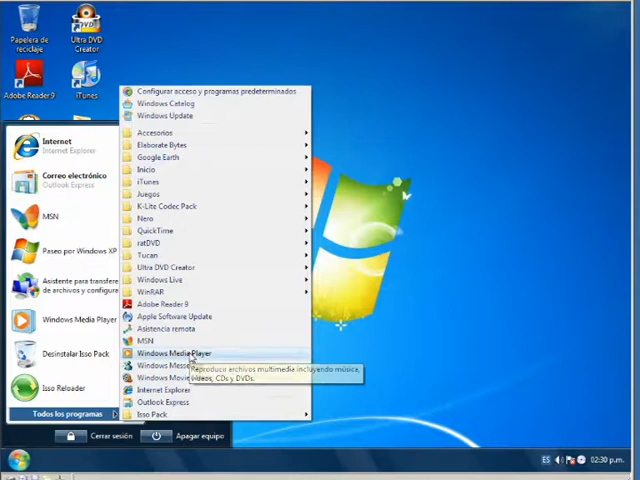 Papelera de
reciclaje
Ultra DVD
Creator
Adobe Reader 9
iTunes
Configurar acceso y programas predeterminados
Windows Catalog
Windows Update
Accesorios
Elaborate Bytes
Google Earth
Inicio
iTunes
Juegos
K-Lite Codec Pack
Nero
QuickTime
ratDVD
Tucan
Ultra DVD Creator
Windows Live
WinRAR
Adobe Reader 9
Apple Software Update
Asistencia remota
MSN
Windows Media Player
Windows Mess
Windows Movie
Internet Explorer
Outlook Express
Isso Pack
Reproducir archivos multimedia incluyendo música,
vídeos, CDs y DVDs.
Internet
Internet Explorer
Correo electrónico
Outlook Express
MSN
Paseo por Windows XP
Asistente para transfere
de archivos y configura
Windows Media Player
Desinstalar Isso Pack
Isso Reloader
Todos los programas
Cerrar sesión
Apagar equipo
ES
02:30 p.m.